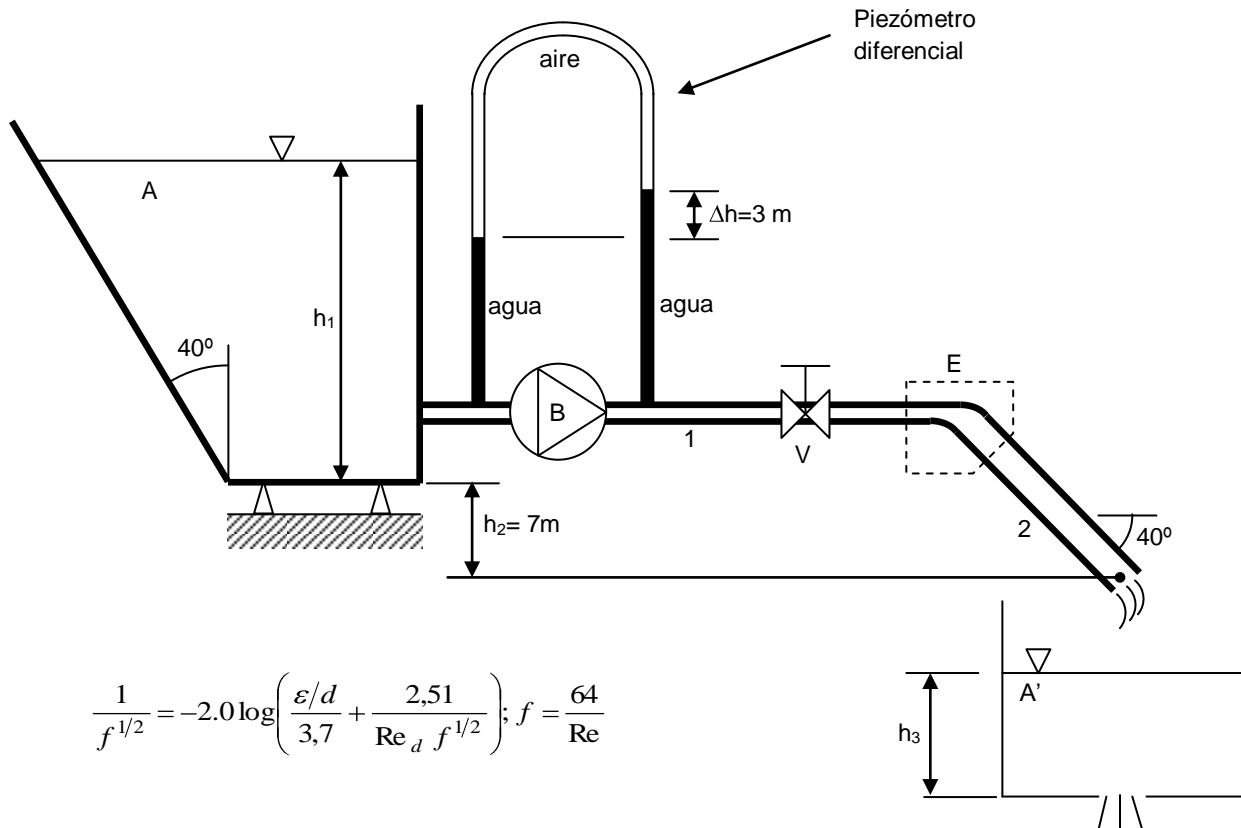 Piezómetro
diferencial
aire
A
∆h=3 m
agua
agua
h₁
40º
E
B
1
V
h₂= 7m
2
40º
A'
1/f^{1/2} = −2.0 log( (ε/d)/3,7 + 2,51/(Re_d f^{1/2}) ); f = 64/Re
h₃